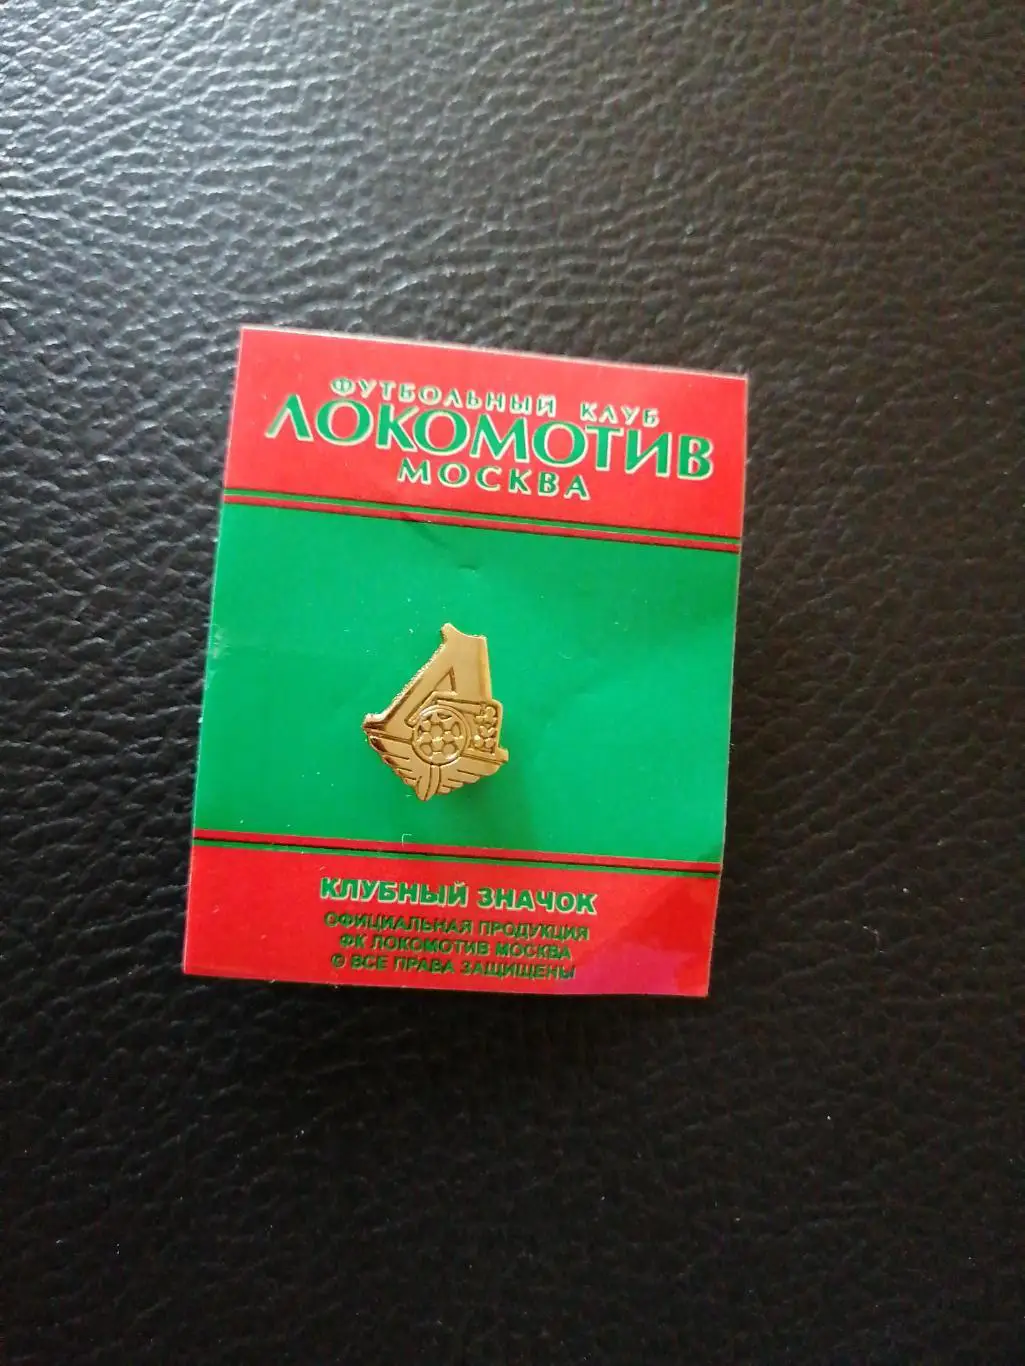 ФУТБОЛЬНЫЙ КЛУБ
ЛОКОМОТИВ
МОСКВА
КЛУБНЫЙ ЗНАЧОК
ОФИЦИАЛЬНАЯ ПРОДУКЦИЯ
ФК ЛОКОМОТИВ МОСКВА
© ВСЕ ПРАВА ЗАЩИЩЕНЫ